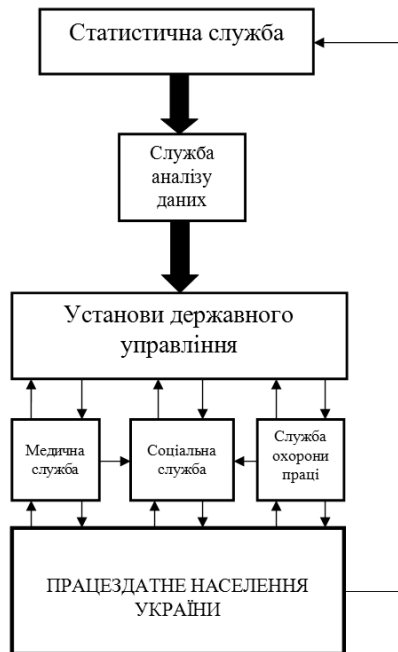 Статистична служба
Служба
аналізу
даних
Установи державного
управління
Медична
служба
Соціальна
служба
Служба
охорони
праці
ПРАЦЕЗДАТНЕ НАСЕЛЕННЯ
УКРАЇНИ